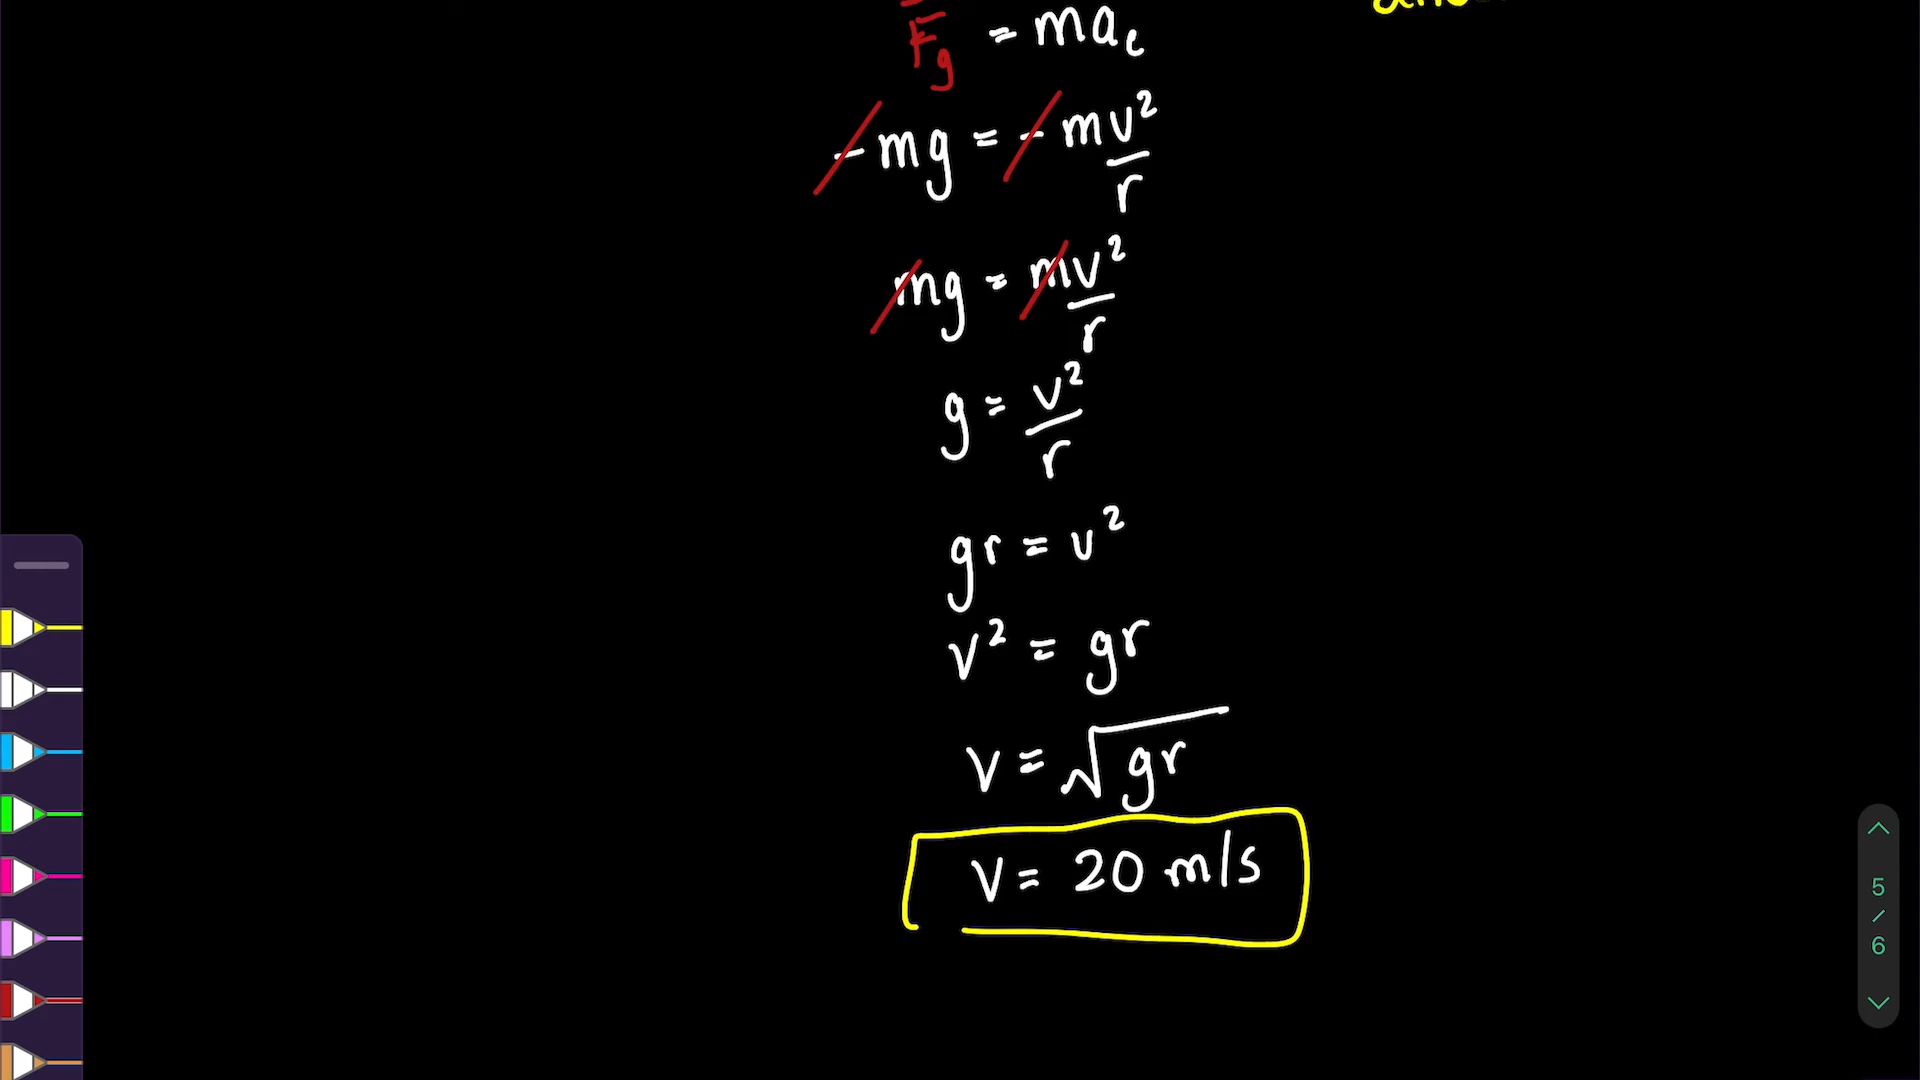 Fg = mac
-mg = -mv²/r
mg = mv²/r
g = v²/r
gr = v²
v² = gr
v = √gr
V = 20 m/s
5
/
6